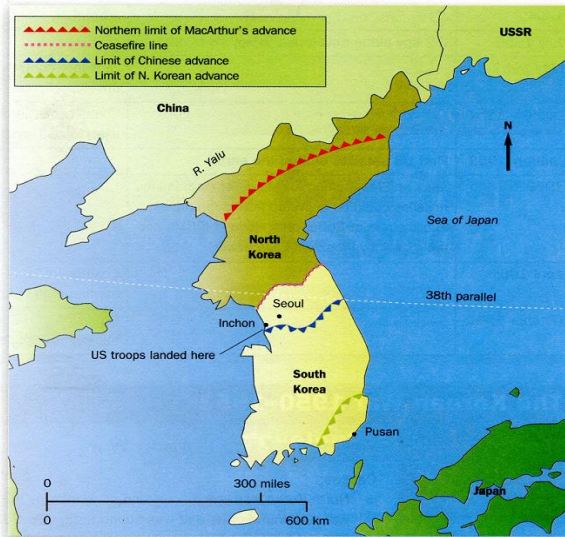 Northern limit of MacArthur's advance
Ceasefire line
Limit of Chinese advance
Limit of N. Korean advance
USSR
China
N
R. Yalu
Sea of Japan
North
Korea
38th parallel
Seoul
Inchon
US troops landed here
South
Korea
Pusan
Japan
0 300 miles
0 600 km